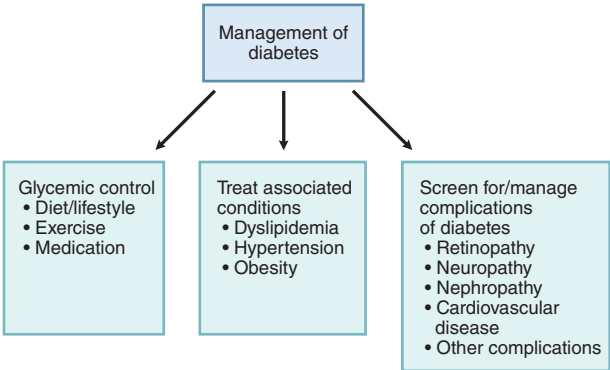 Management of
diabetes
Glycemic control
• Diet/lifestyle
• Exercise
• Medication
Treat associated
conditions
• Dyslipidemia
• Hypertension
• Obesity
Screen for/manage
complications
of diabetes
• Retinopathy
• Neuropathy
• Nephropathy
• Cardiovascular
disease
• Other complications